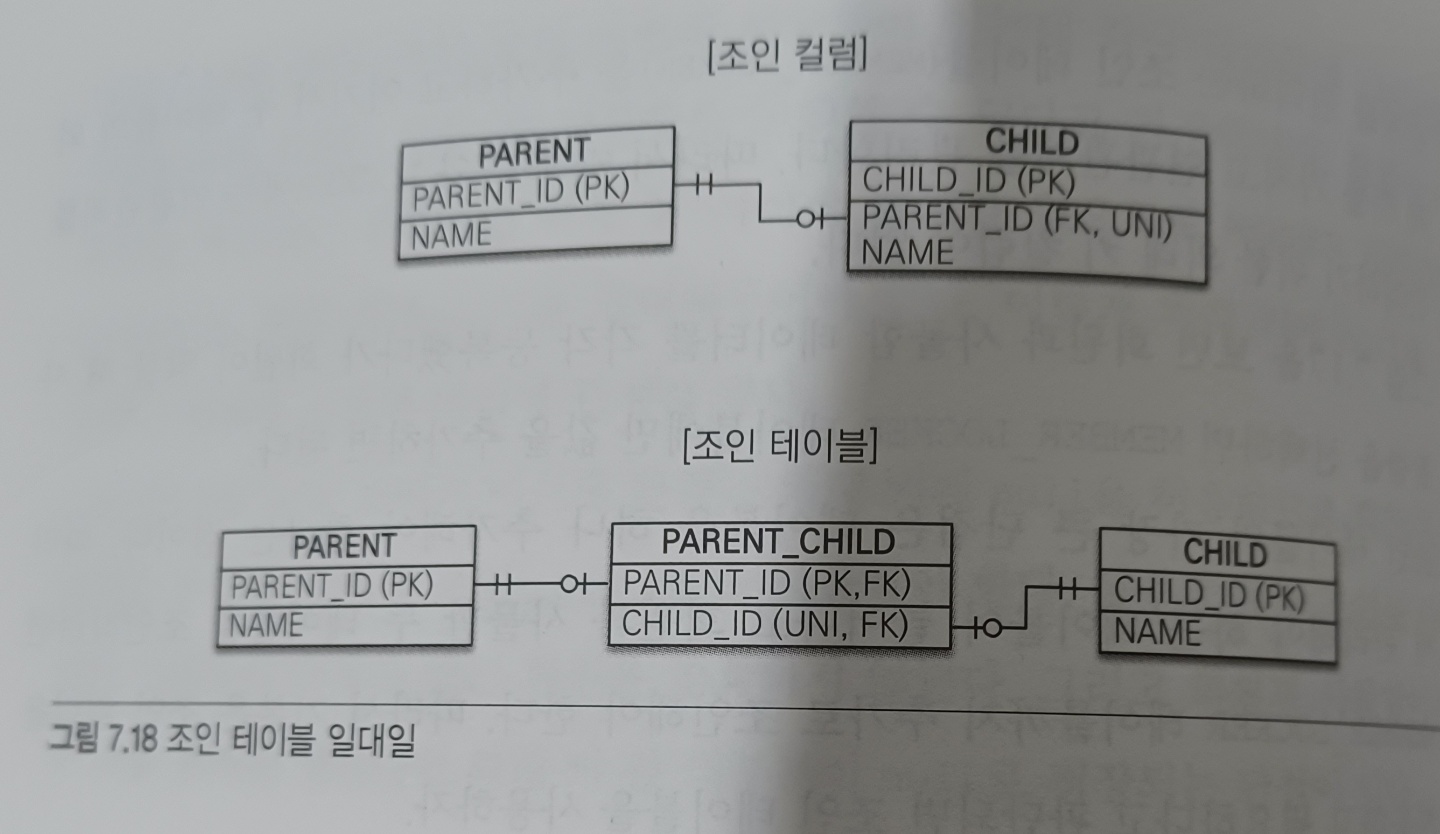 [조인 컬럼]
PARENT
PARENT_ID (PK)
NAME
CHILD
CHILD_ID (PK)
PARENT_ID (FK, UNI)
NAME
[조인 테이블]
PARENT
PARENT_ID (PK)
NAME
PARENT_CHILD
PARENT_ID (PK,FK)
CHILD_ID (UNI, FK)
CHILD
CHILD_ID (PK)
NAME
그림 7.18 조인 테이블 일대일